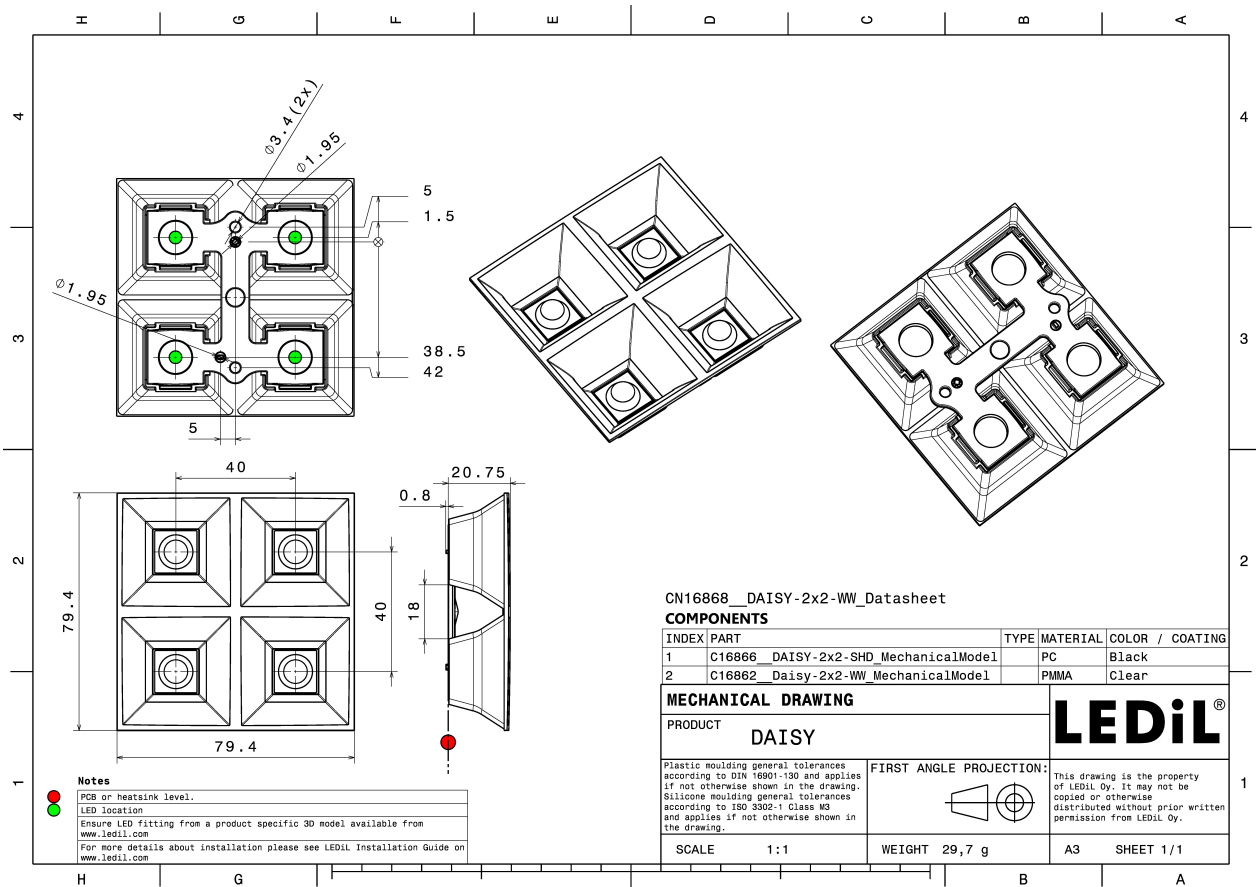 H G F E D C B A
4
4
⌀3.4(2x)
⌀1.95
5
1.5
⌀1.95
3
3
38.5
42
5
40
20.75
0.8
2
2
79.4
40
18
79.4
CN16868__DAISY-2x2-WW_Datasheet
COMPONENTS
INDEX PART TYPE MATERIAL COLOR / COATING
1 C16866__DAISY-2x2-SHD_MechanicalModel PC Black
2 C16862__Daisy-2x2-WW_MechanicalModel PMMA Clear
MECHANICAL DRAWING
PRODUCT
DAISY
LEDiL®
Plastic moulding general tolerances
according to DIN 16901-130 and applies
if not otherwise shown in the drawing.
Silicone moulding general tolerances
according to ISO 3302-1 Class M3
and applies if not otherwise shown in
the drawing.
FIRST ANGLE PROJECTION:
This drawing is the property
of LEDiL Oy. It may not be
copied or otherwise
distributed without prior written
permission from LEDiL Oy.
SCALE 1:1
WEIGHT 29,7 g
A3 SHEET 1/1
1
1
Notes
PCB or heatsink level.
LED location
Ensure LED fitting from a product specific 3D model available from
www.ledil.com
For more details about installation please see LEDiL Installation Guide on
www.ledil.com
H G B A